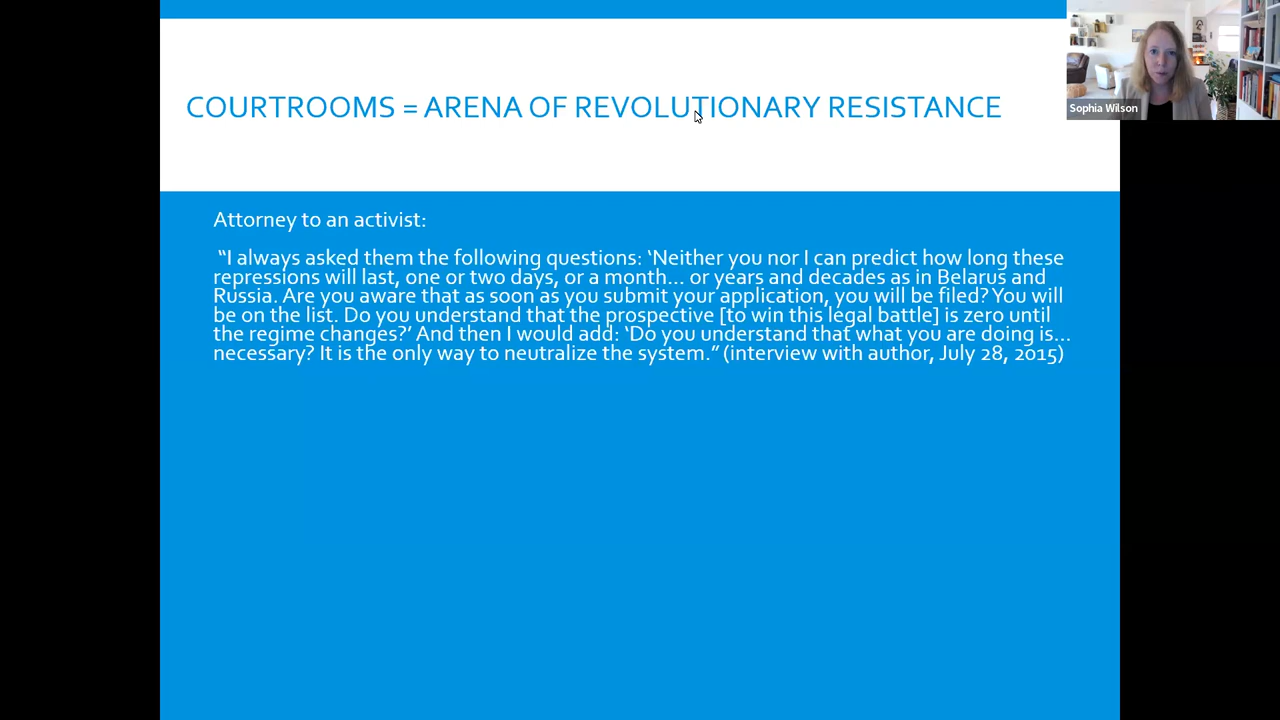 COURTROOMS = ARENA OF REVOLUTIONARY RESISTANCE
Sophia Wilson
Attorney to an activist:
“I always asked them the following questions: ‘Neither you nor I can predict how long these
repressions will last, one or two days, or a month… or years and decades as in Belarus and
Russia. Are you aware that as soon as you submit your application, you will be filed? You will
be on the list. Do you understand that the prospective [to win this legal battle] is zero until
the regime changes?’ And then I would add: ‘Do you understand that what you are doing is…
necessary? It is the only way to neutralize the system.” (interview with author, July 28, 2015)